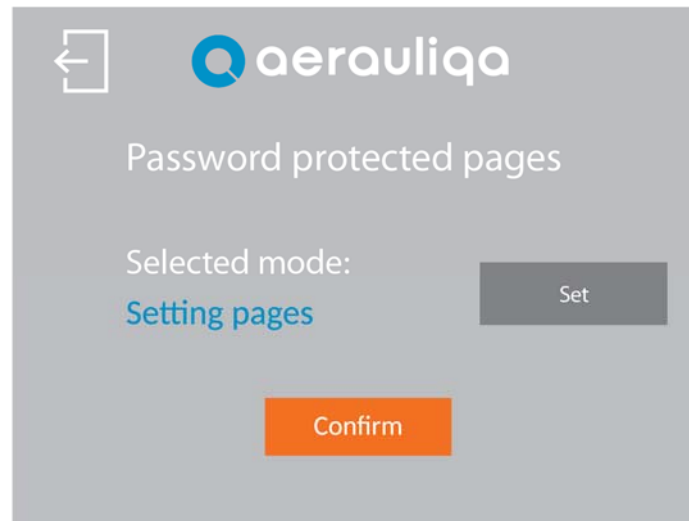 aerauliqa
Password protected pages
Selected mode:
Setting pages
Set
Confirm